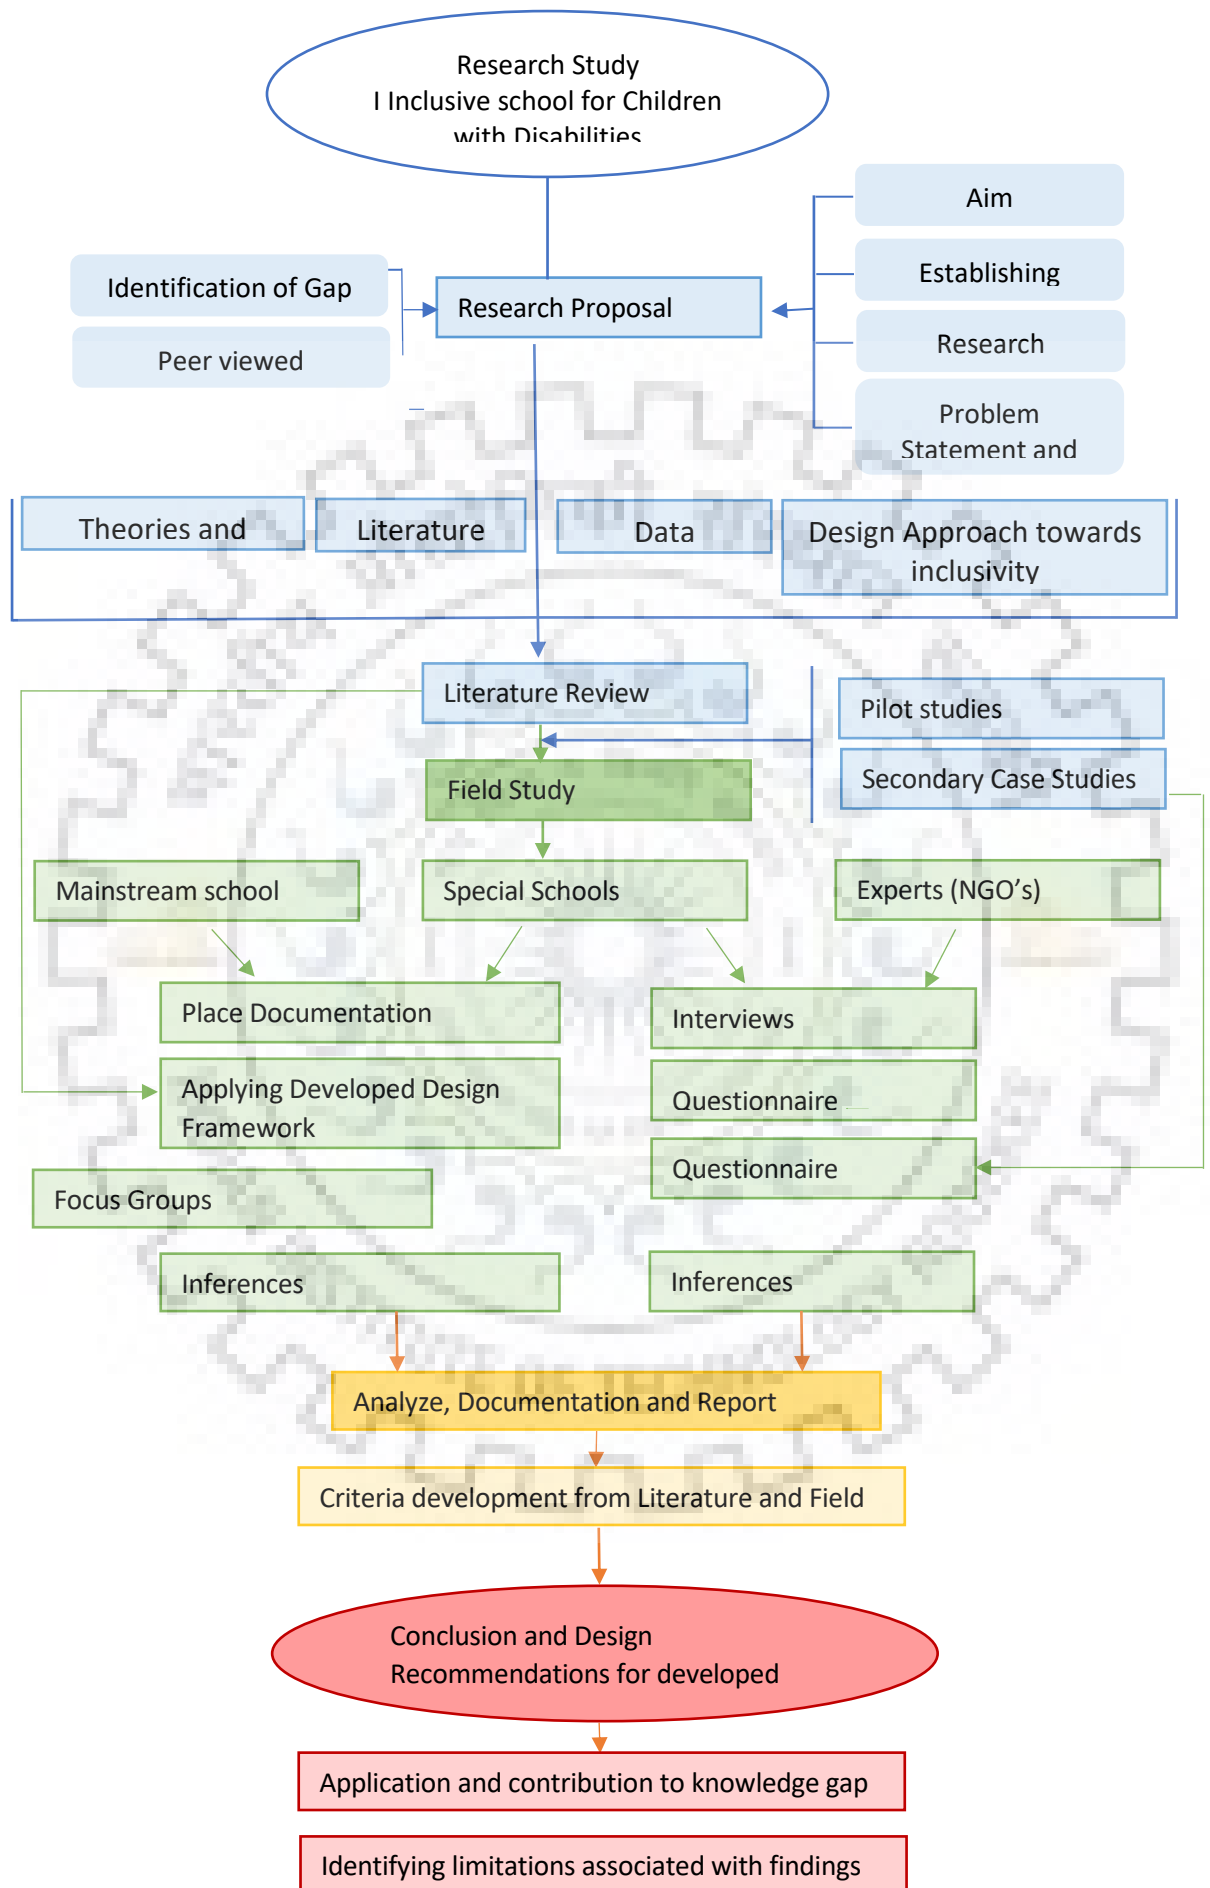 Research Study
I Inclusive school for Children
with Disabilities
Aim
Identification of Gap
Establishing
Research Proposal
Peer viewed
Research
Problem
Statement and
Theories and
Literature
Data
Design Approach towards
inclusivity
Literature Review
Pilot studies
Field Study
Secondary Case Studies
Mainstream school
Special Schools
Experts (NGO's)
Place Documentation
Interviews
Applying Developed Design
Framework
Questionnaire
Questionnaire
Focus Groups
Inferences
Inferences
Analyze, Documentation and Report
Criteria development from Literature and Field
Conclusion and Design
Recommendations for developed
Application and contribution to knowledge gap
Identifying limitations associated with findings